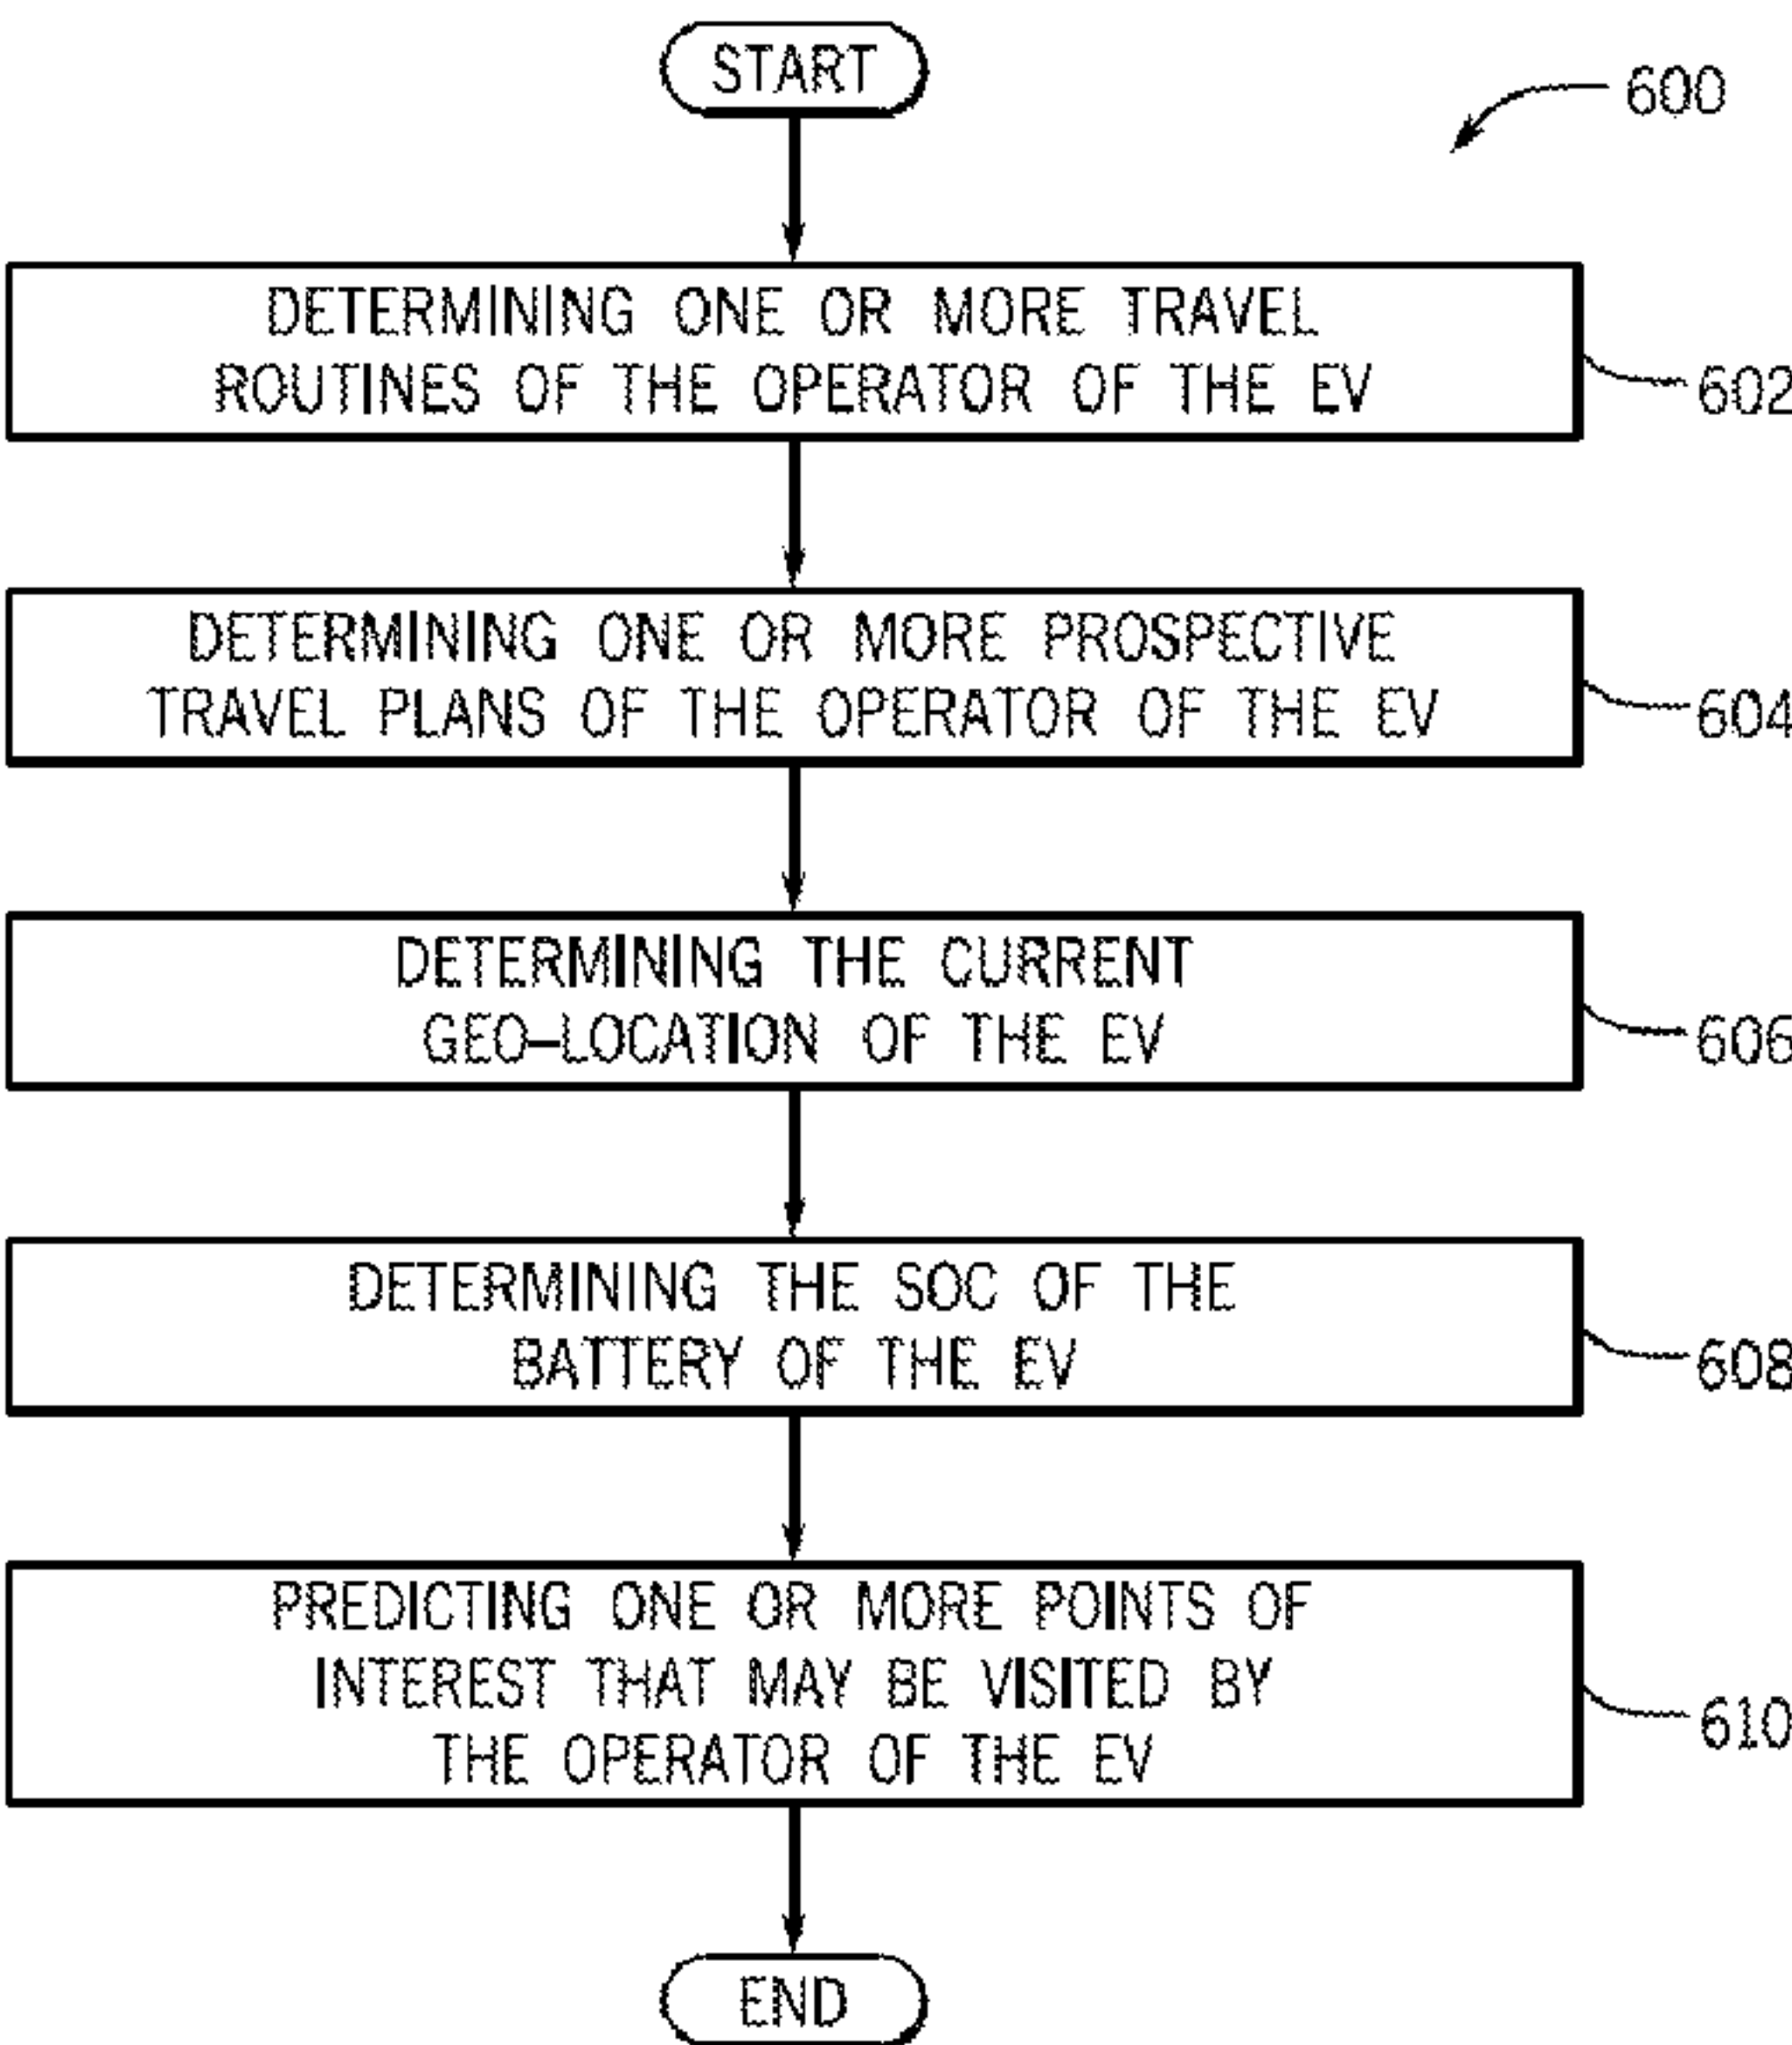 START
600
DETERMINING ONE OR MORE TRAVEL
ROUTINES OF THE OPERATOR OF THE EV
602
DETERMINING ONE OR MORE PROSPECTIVE
TRAVEL PLANS OF THE OPERATOR OF THE EV
604
DETERMINING THE CURRENT
GEO-LOCATION OF THE EV
606
DETERMINING THE SOC OF THE
BATTERY OF THE EV
608
PREDICTING ONE OR MORE POINTS OF
INTEREST THAT MAY BE VISITED BY
THE OPERATOR OF THE EV
610
END